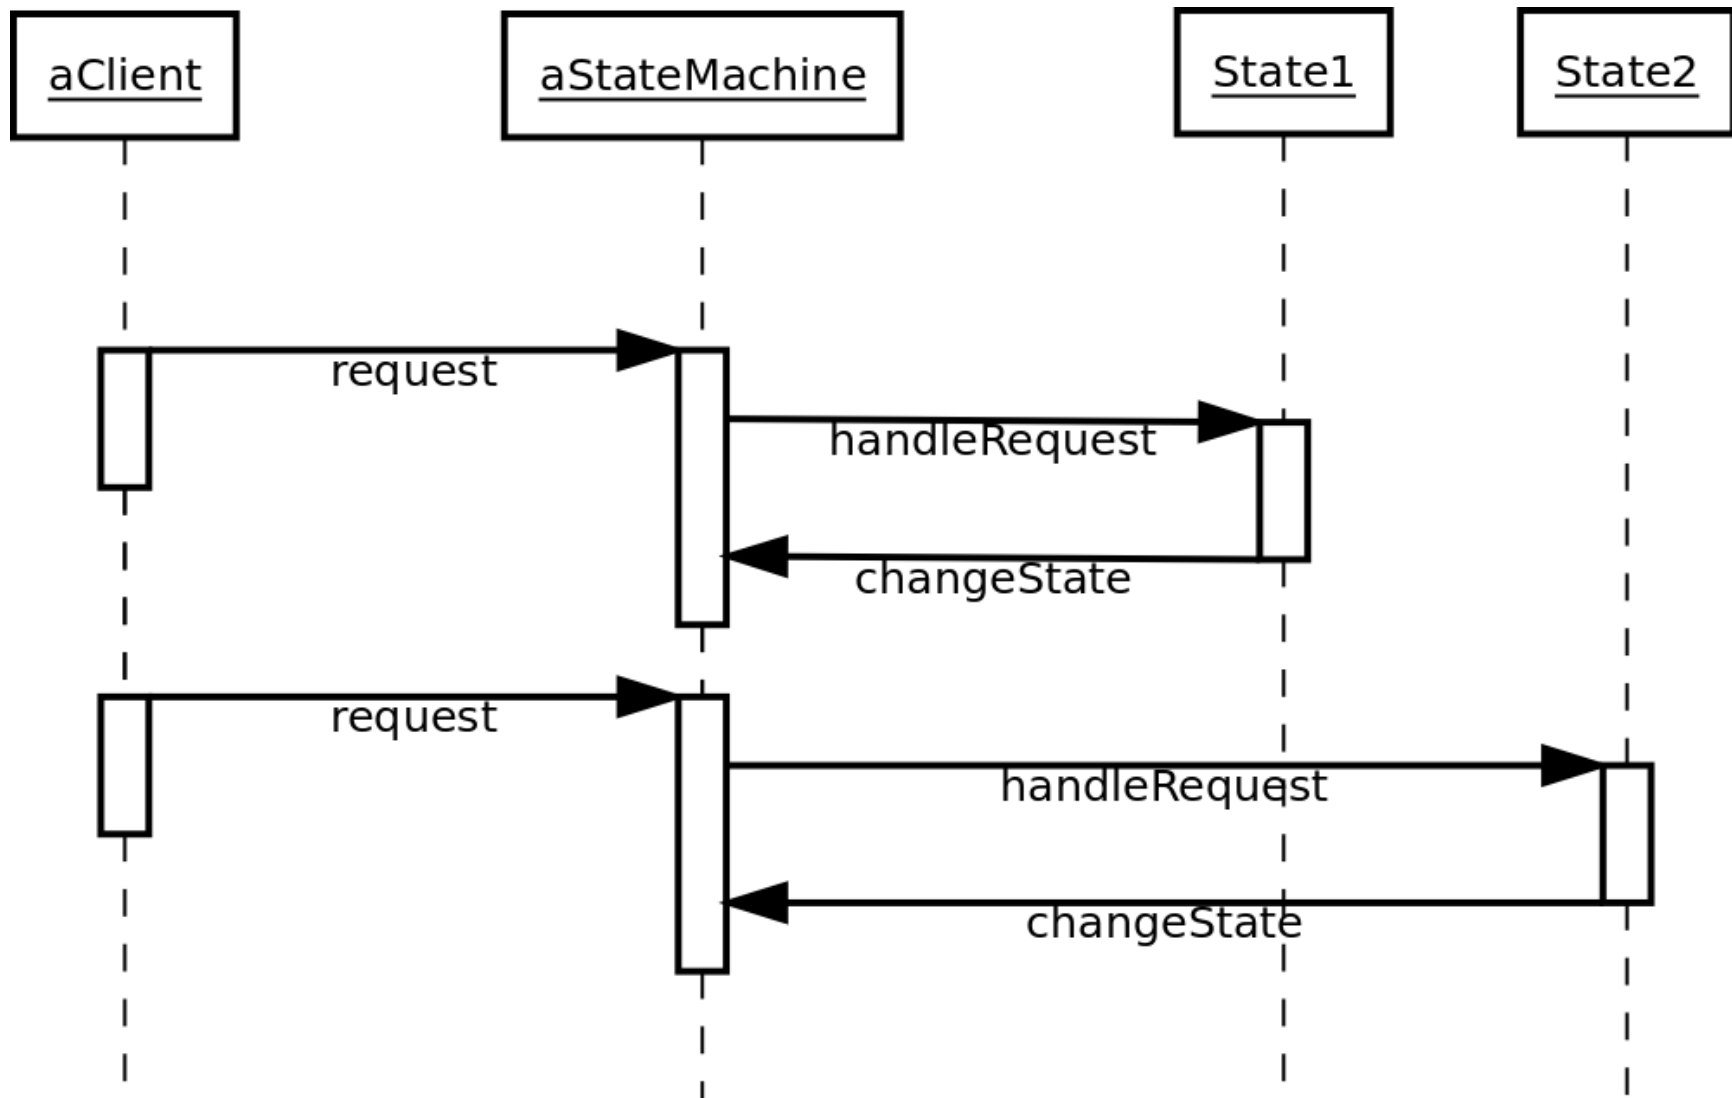 aClient
aStateMachine
State1
State2
request
handleRequest
changeState
request
handleRequest
changeState